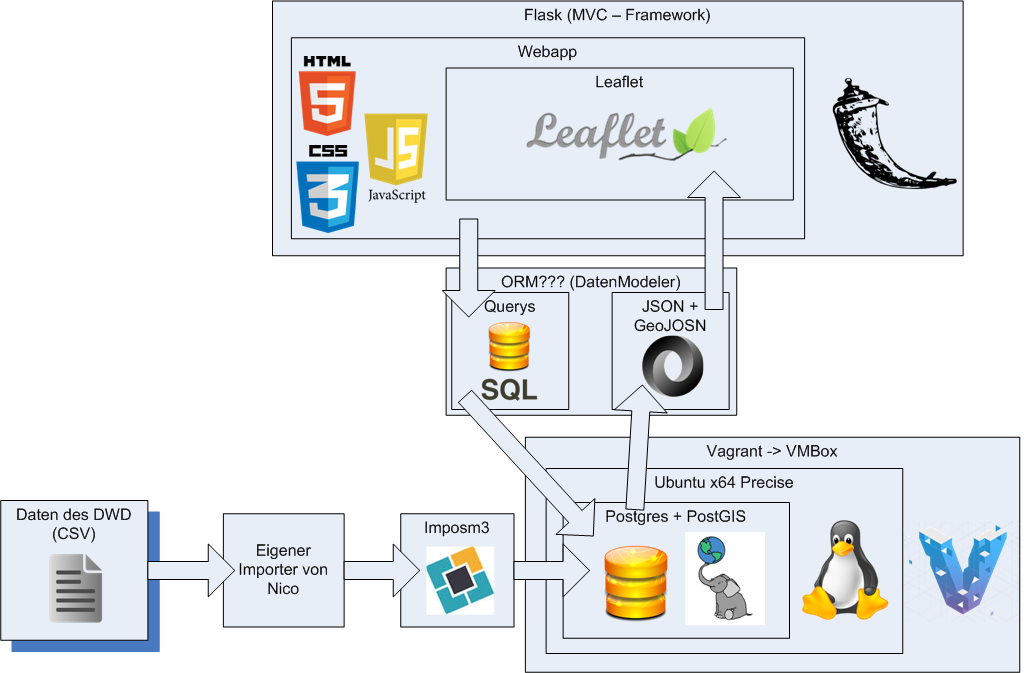 Flask (MVC – Framework)
Webapp
HTML
5
CSS
3
JS
JavaScript
Leaflet
Leaflet
ORM??? (DatenModeler)
Querys
SQL
JSON +
GeoJOSN
Vagrant -> VMBox
Ubuntu x64 Precise
Postgres + PostGIS
Daten des DWD
(CSV)
Eigener
Importer von
Nico
Imposm3